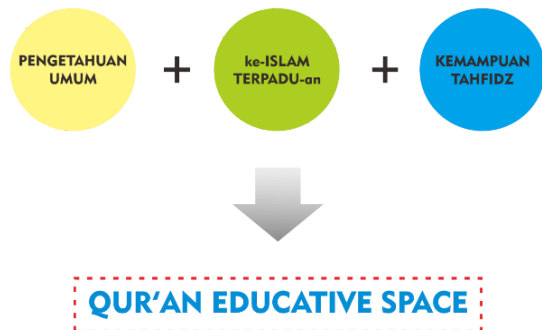 PENGETAHUAN
UMUM
+
ke-ISLAM
TERPADU-an
+
KEMAMPUAN
TAHFIDZ
QUR'AN EDUCATIVE SPACE